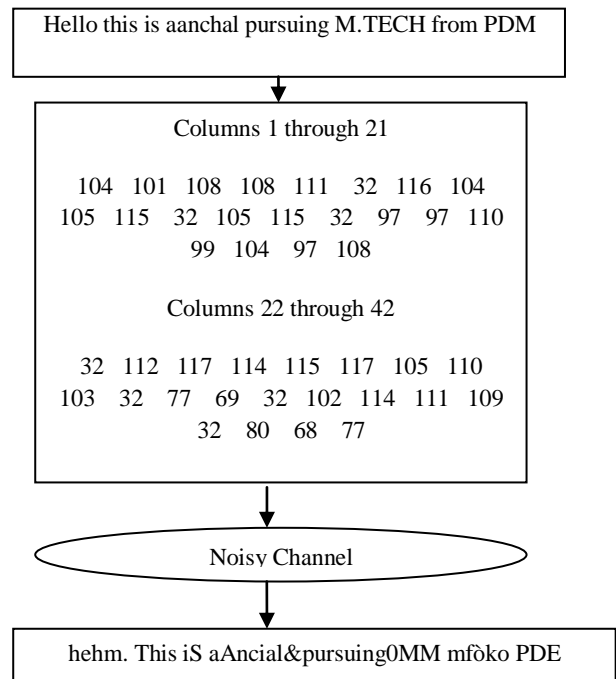 Hello this is aanchal pursuing M.TECH from PDM
Columns 1 through 21
104 101 108 108 111 32 116 104
105 115 32 105 115 32 97 97 110
99 104 97 108
Columns 22 through 42
32 112 117 114 115 117 105 110
103 32 77 69 32 102 114 111 109
32 80 68 77
Noisy Channel
hehm. This iS aAncial&pursuing0MM mfòko PDE